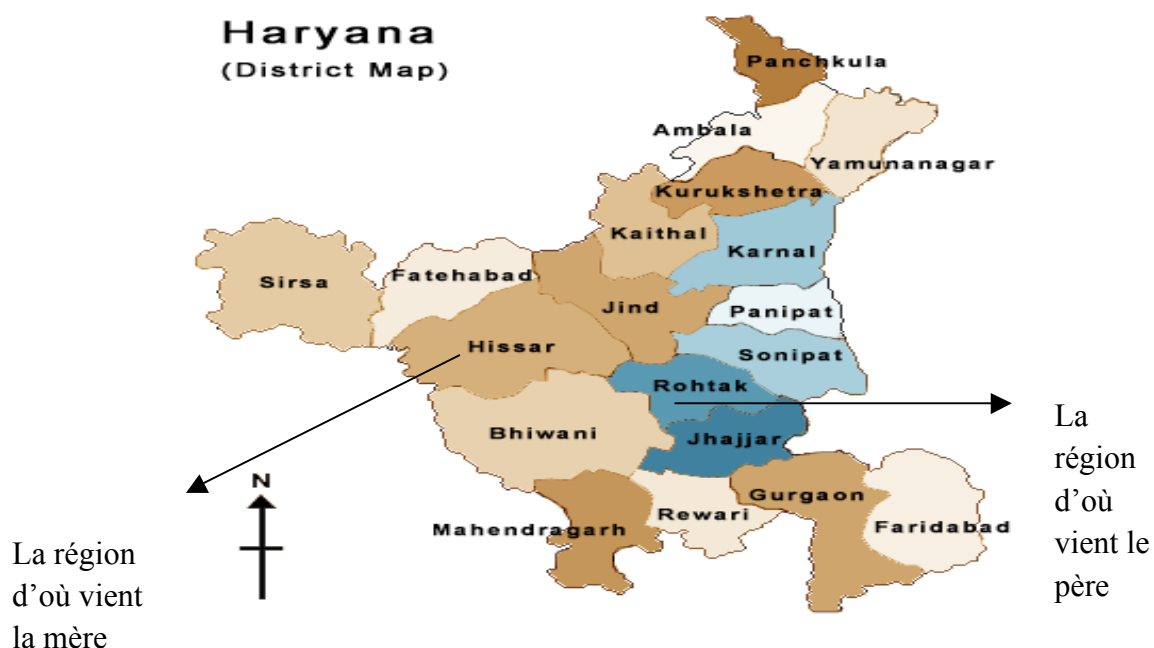 Haryana
(District Map)
Panchkula
Ambala
Yamunanagar
Kurukshetra
Kaithal
Karnal
Sirsa
Fatehabad
Jind
Panipat
Hissar
Sonipat
Rohtak
Bhiwani
Jhajjar
La
région
d’où
vient le
père
N
Gurgaon
Rewari
Mahendragarh
Faridabad
La région
d’où vient
la mère